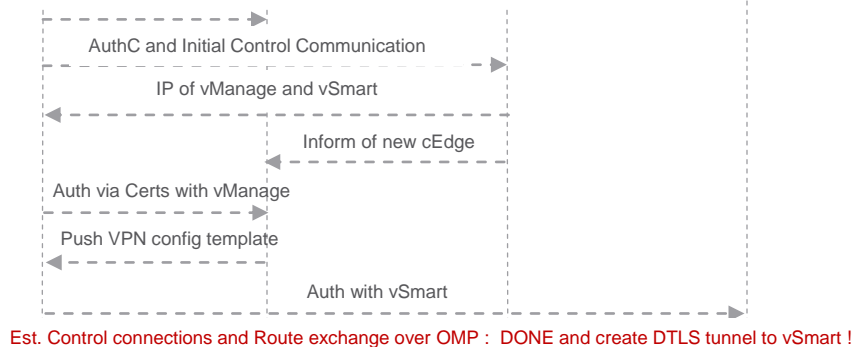 AuthC and Initial Control Communication
IP of vManage and vSmart
Inform of new cEdge
Auth via Certs with vManage
Push VPN config template
Auth with vSmart
Est. Control connections and Route exchange over OMP : DONE and create DTLS tunnel to vSmart !